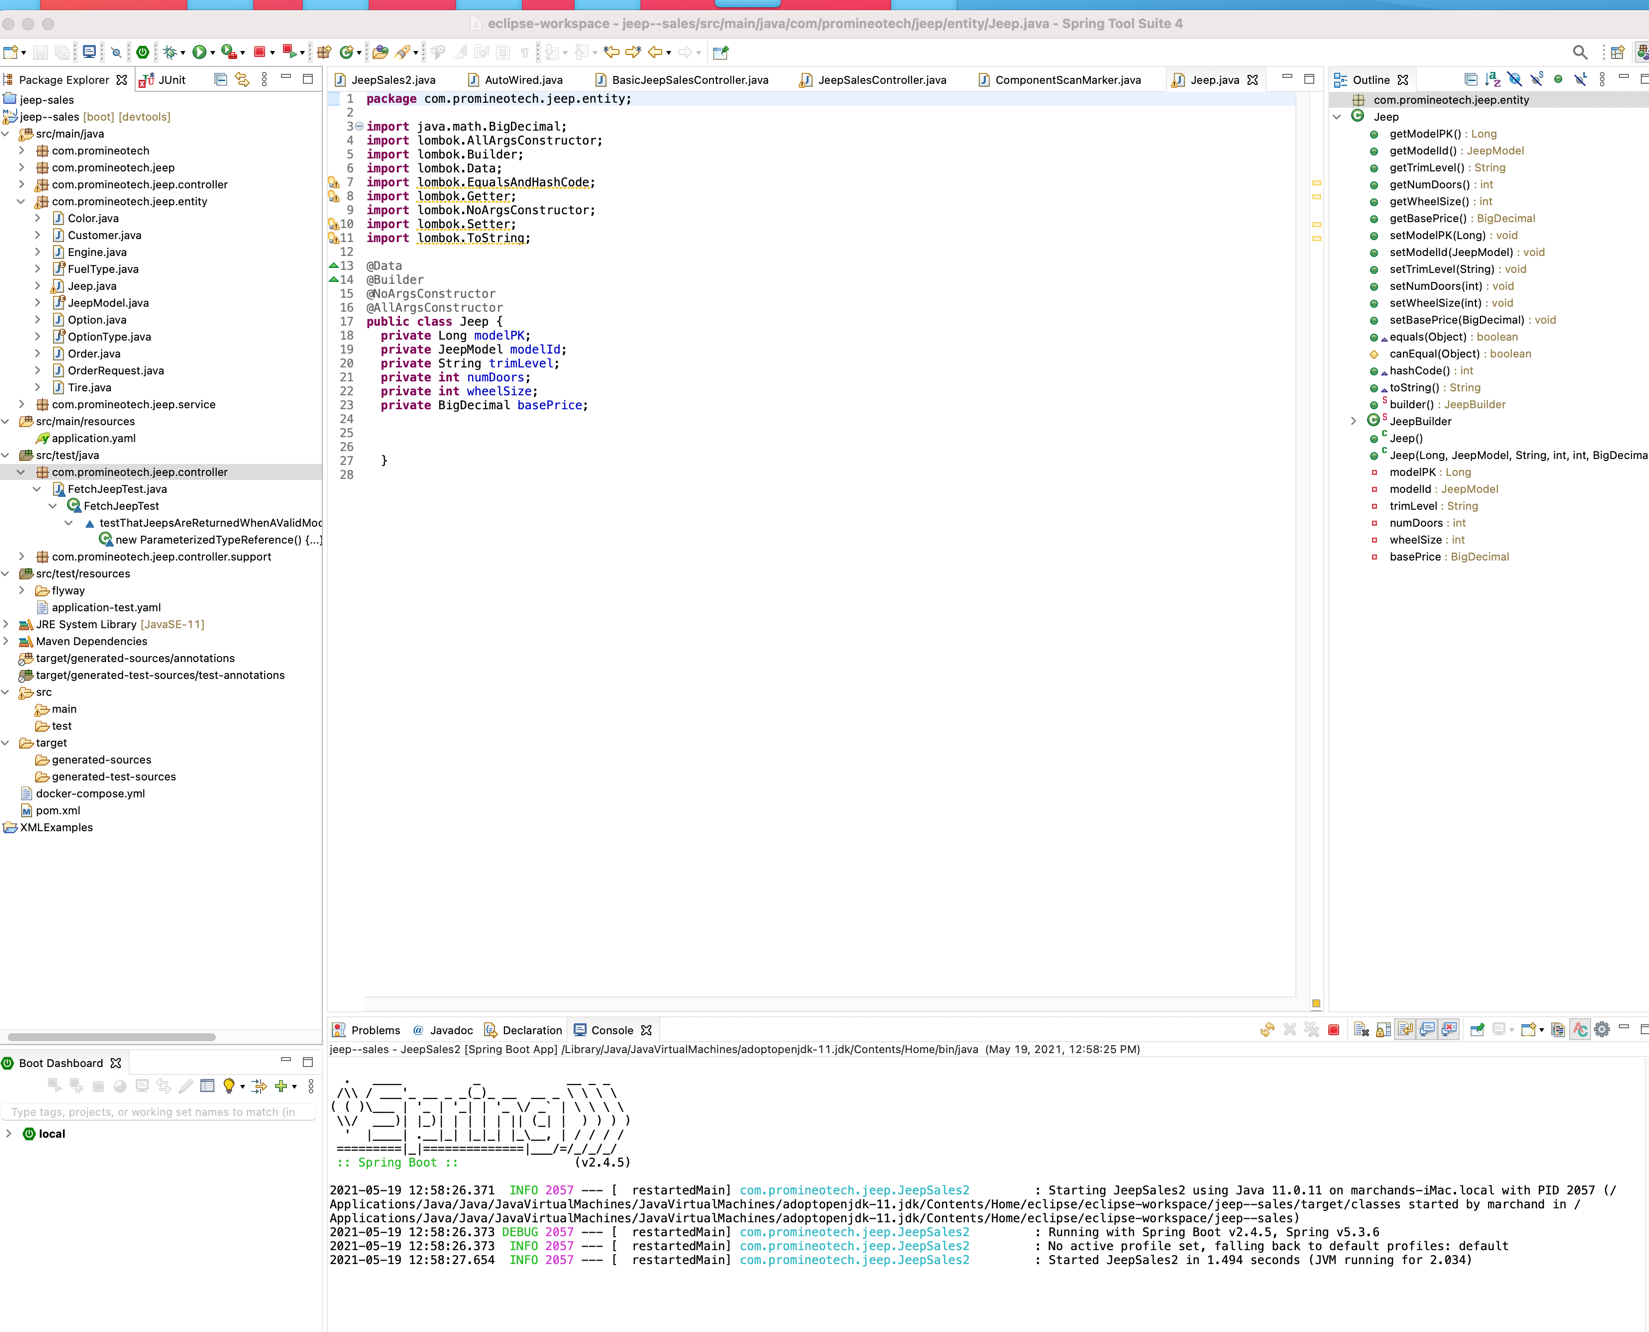 eclipse-workspace - jeep--sales/src/main/java/com/promineotech/jeep/entity/Jeep.java - Spring Tool Suite 4
Package Explorer
JUnit
jeep-sales
jeep--sales [boot] [devtools]
src/main/java
com.promineotech
com.promineotech.jeep
com.promineotech.jeep.controller
com.promineotech.jeep.entity
Color.java
Customer.java
Engine.java
FuelType.java
Jeep.java
JeepModel.java
Option.java
OptionType.java
Order.java
OrderRequest.java
Tire.java
com.promineotech.jeep.service
src/main/resources
application.yaml
src/test/java
com.promineotech.jeep.controller
FetchJeepTest.java
FetchJeepTest
testThatJeepsAreReturnedWhenAValidMod
new ParameterizedTypeReference() {...}
com.promineotech.jeep.controller.support
src/test/resources
flyway
application-test.yaml
JRE System Library [JavaSE-11]
Maven Dependencies
target/generated-sources/annotations
target/generated-test-sources/test-annotations
src
main
test
target
generated-sources
generated-test-sources
docker-compose.yml
pom.xml
XMLExamples
Boot Dashboard
Type tags, projects, or working set names to match (in
local
JeepSales2.java
AutoWired.java
BasicJeepSalesController.java
JeepSalesController.java
ComponentScanMarker.java
Jeep.java
1 package com.promineotech.jeep.entity;
2
3 import java.math.BigDecimal;
4 import lombok.AllArgsConstructor;
5 import lombok.Builder;
6 import lombok.Data;
7 import lombok.EqualsAndHashCode;
8 import lombok.Getter;
9 import lombok.NoArgsConstructor;
10 import lombok.Setter;
11 import lombok.ToString;
12
13 @Data
14 @Builder
15 @NoArgsConstructor
16 @AllArgsConstructor
17 public class Jeep {
18 private Long modelPK;
19 private JeepModel modelId;
20 private String trimLevel;
21 private int numDoors;
22 private int wheelSize;
23 private BigDecimal basePrice;
24
25
26
27 }
28
Outline
com.promineotech.jeep.entity
Jeep
getModelPK() : Long
getModelId() : JeepModel
getTrimLevel() : String
getNumDoors() : int
getWheelSize() : int
getBasePrice() : BigDecimal
setModelPK(Long) : void
setModelId(JeepModel) : void
setTrimLevel(String) : void
setNumDoors(int) : void
setWheelSize(int) : void
setBasePrice(BigDecimal) : void
equals(Object) : boolean
canEqual(Object) : boolean
hashCode() : int
toString() : String
builder() : JeepBuilder
JeepBuilder
Jeep()
Jeep(Long, JeepModel, String, int, int, BigDecima
modelPK : Long
modelId : JeepModel
trimLevel : String
numDoors : int
wheelSize : int
basePrice : BigDecimal
Problems
@ Javadoc
Declaration
Console
jeep--sales - JeepSales2 [Spring Boot App] /Library/Java/JavaVirtualMachines/adoptopenjdk-11.jdk/Contents/Home/bin/java (May 19, 2021, 12:58:25 PM)
:: Spring Boot :: (v2.4.5)
2021-05-19 12:58:26.371 INFO 2057 --- [ restartedMain] com.promineotech.jeep.JeepSales2 : Starting JeepSales2 using Java 11.0.11 on marchands-iMac.local with PID 2057 (/
Applications/Java/Java/JavaVirtualMachines/JavaVirtualMachines/adoptopenjdk-11.jdk/Contents/Home/eclipse/eclipse-workspace/jeep--sales/target/classes started by marchand in /
Applications/Java/Java/JavaVirtualMachines/JavaVirtualMachines/adoptopenjdk-11.jdk/Contents/Home/eclipse/eclipse-workspace/jeep--sales)
2021-05-19 12:58:26.373 DEBUG 2057 --- [ restartedMain] com.promineotech.jeep.JeepSales2 : Running with Spring Boot v2.4.5, Spring v5.3.6
2021-05-19 12:58:26.373 INFO 2057 --- [ restartedMain] com.promineotech.jeep.JeepSales2 : No active profile set, falling back to default profiles: default
2021-05-19 12:58:27.654 INFO 2057 --- [ restartedMain] com.promineotech.jeep.JeepSales2 : Started JeepSales2 in 1.494 seconds (JVM running for 2.034)